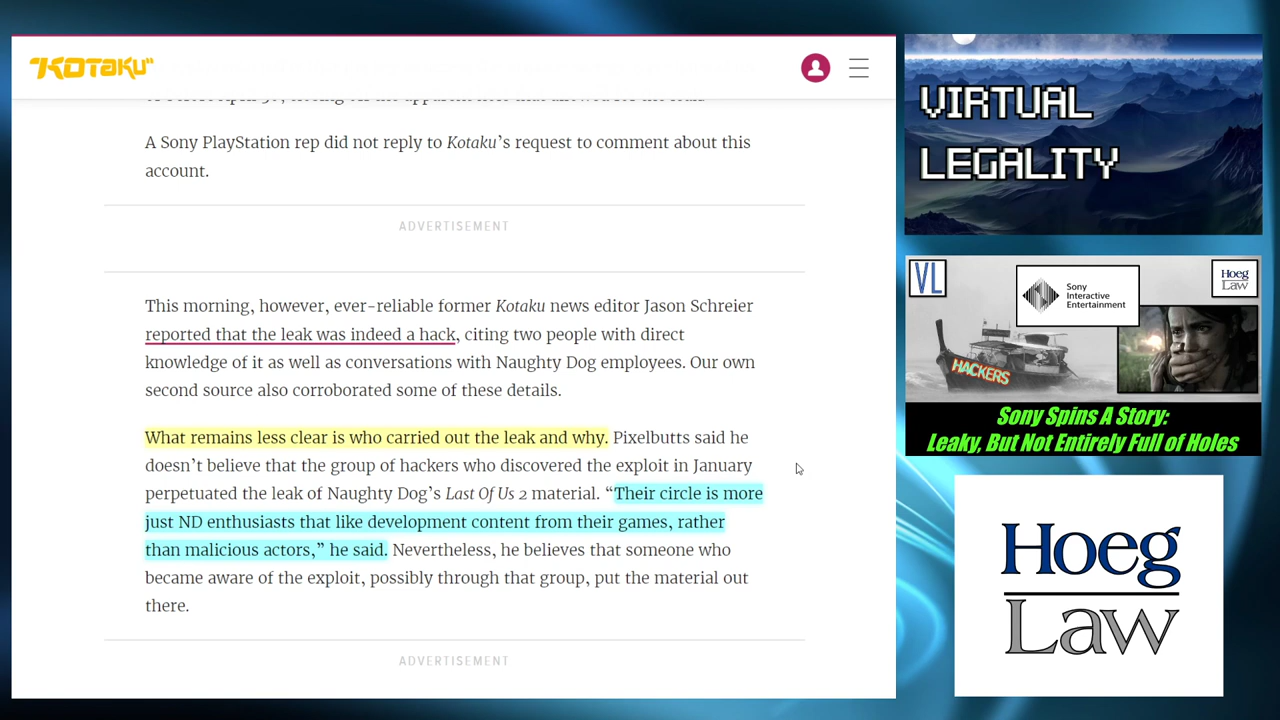 KOTAKU
A Sony PlayStation rep did not reply to Kotaku's request to comment about this
account.
ADVERTISEMENT
This morning, however, ever-reliable former Kotaku news editor Jason Schreier
reported that the leak was indeed a hack, citing two people with direct
knowledge of it as well as conversations with Naughty Dog employees. Our own
second source also corroborated some of these details.
What remains less clear is who carried out the leak and why. Pixelbutts said he
doesn't believe that the group of hackers who discovered the exploit in January
perpetuated the leak of Naughty Dog's Last Of Us 2 material. “Their circle is more
just ND enthusiasts that like development content from their games, rather
than malicious actors,” he said. Nevertheless, he believes that someone who
became aware of the exploit, possibly through that group, put the material out
there.
ADVERTISEMENT
VIRTUAL
LEGALITY
VL
Sony
Interactive
Entertainment
Hoeg
Law
HACKERS
Sony Spins A Story:
Leaky, But Not Entirely Full of Holes
Hoeg
Law